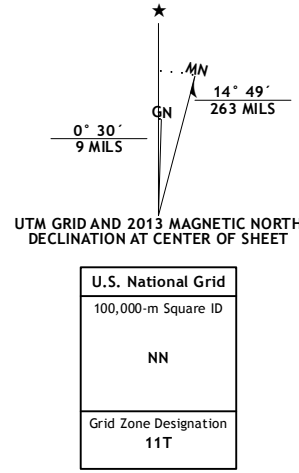 ★
MN
GN
14° 49´
263 MILS
0° 30´
9 MILS
UTM GRID AND 2013 MAGNETIC NORTH
DECLINATION AT CENTER OF SHEET
U.S. National Grid
100,000-m Square ID
NN
Grid Zone Designation
11T